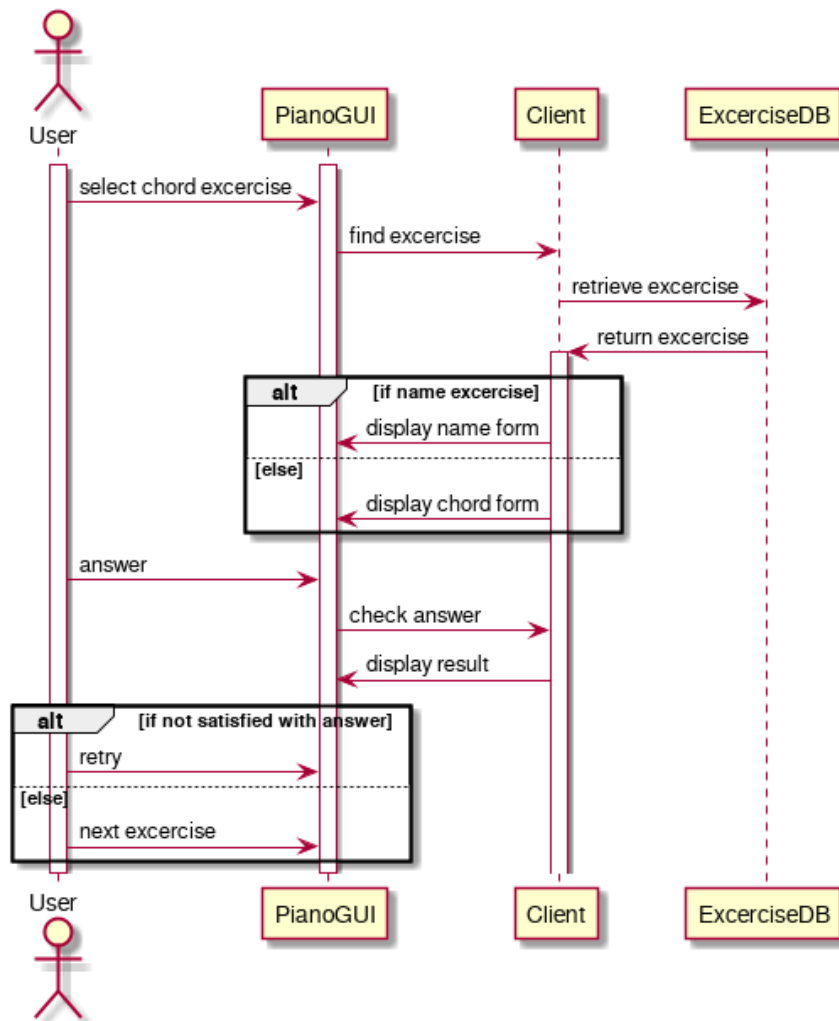 User
PianoGUI
Client
ExcerciseDB
select chord excercise
find excercise
retrieve excercise
return excercise
alt [if name excercise]
display name form
[else]
display chord form
answer
check answer
display result
alt [if not satisfied with answer]
retry
[else]
next excercise
User
PianoGUI
Client
ExcerciseDB